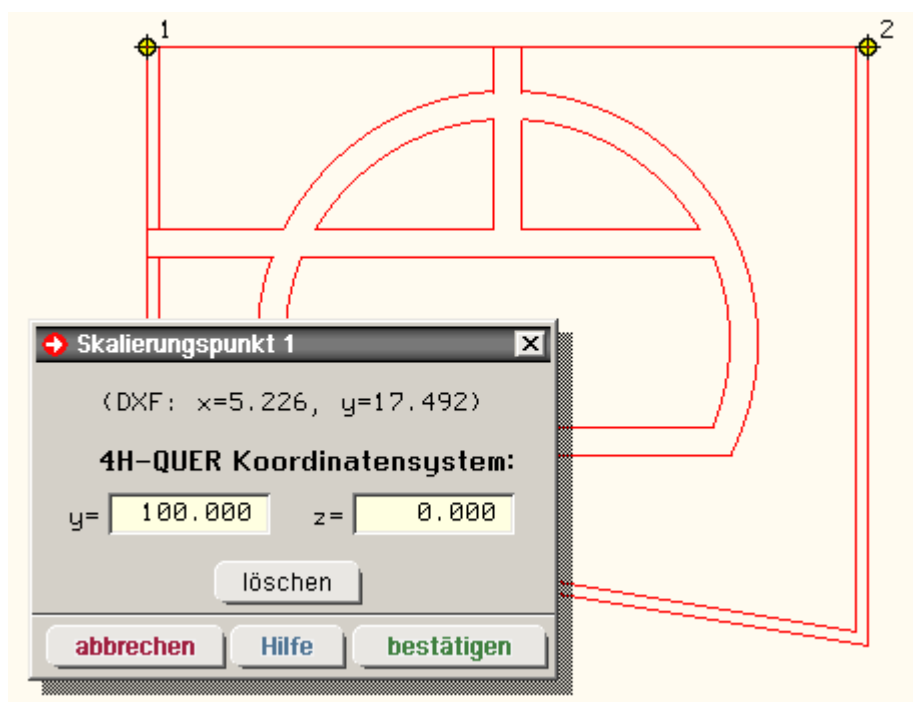 1
2
Skalierungspunkt 1
(DXF: x=5.226, y=17.492)
4H-QUER Koordinatensystem:
y= 100.000 z= 0.000
löschen
abbrechen Hilfe bestätigen